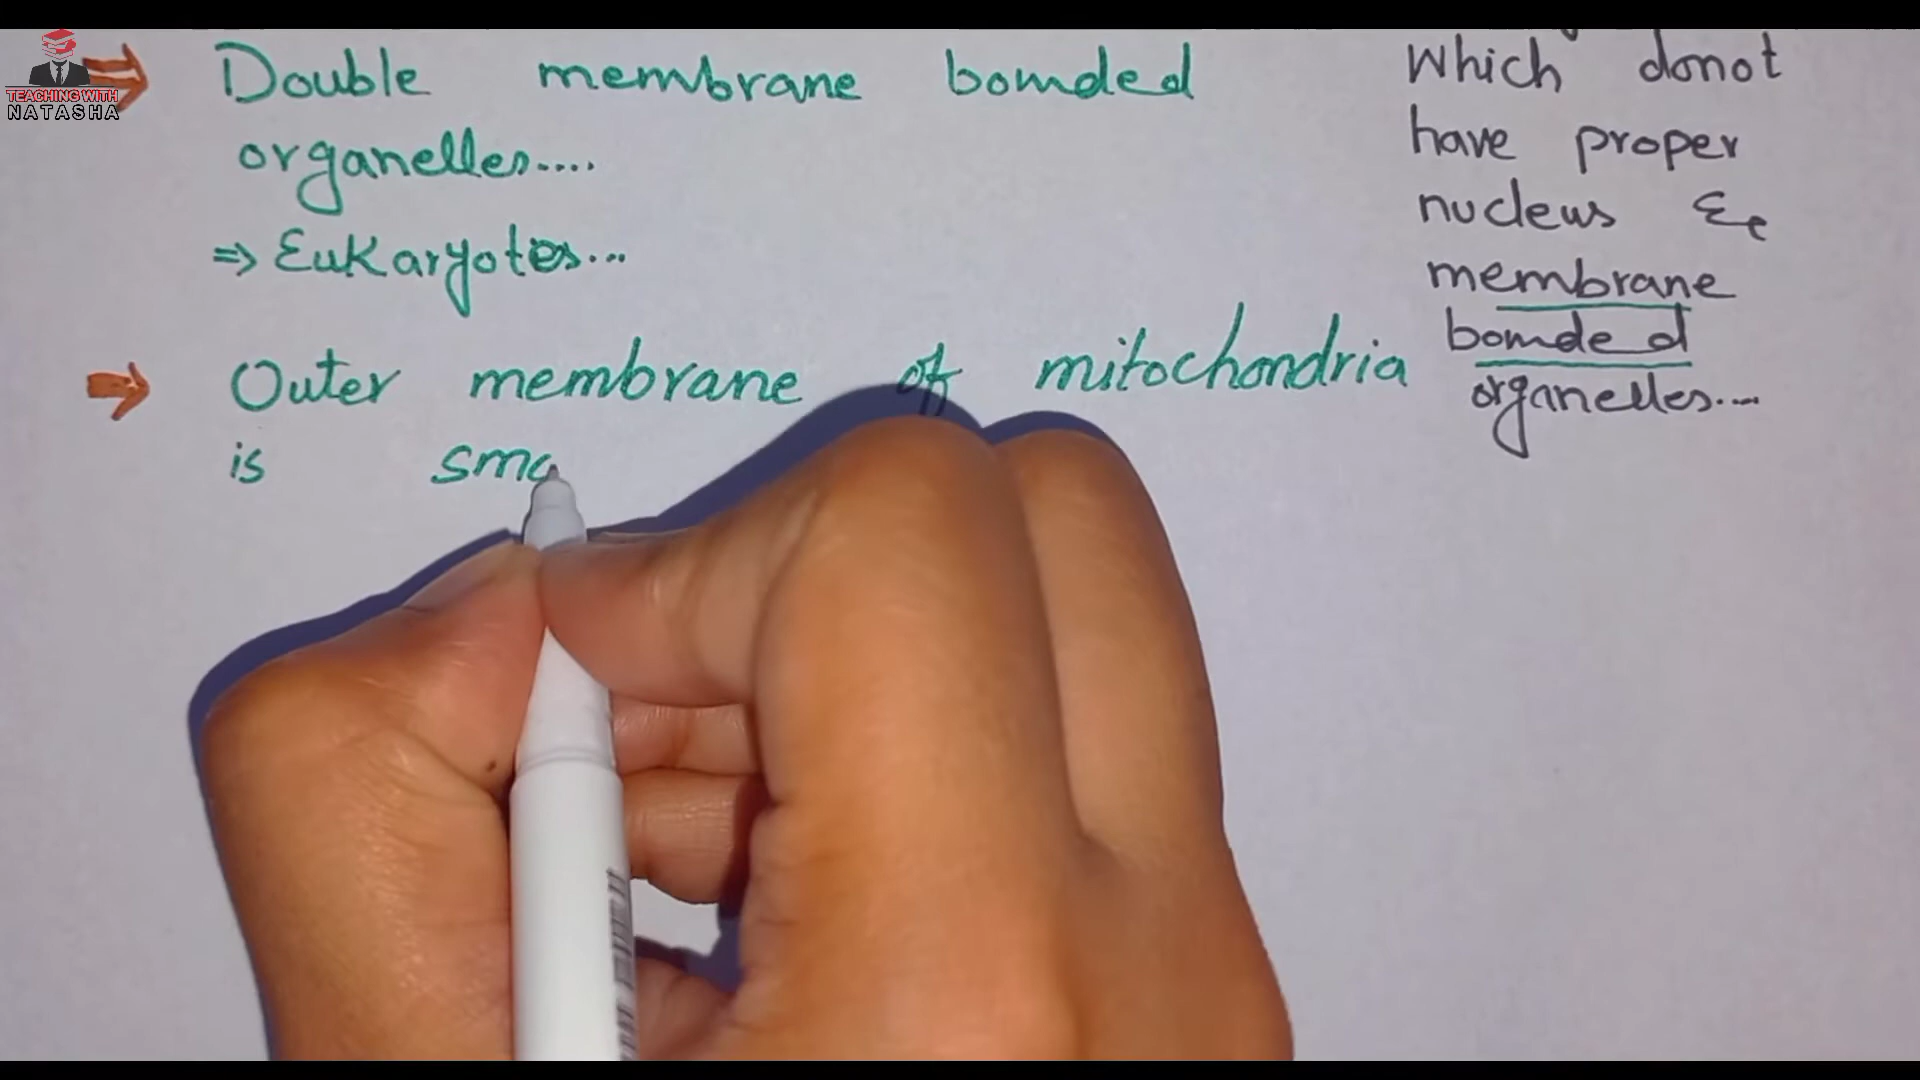 TEACHING WITH
NATASHA
Double membrane bomded
organelles....
⇒ Eukaryotes...
Outer membrane of mitochondria
is smo
Which donot
have proper
nucleus &
membrane
bomded
organelles....